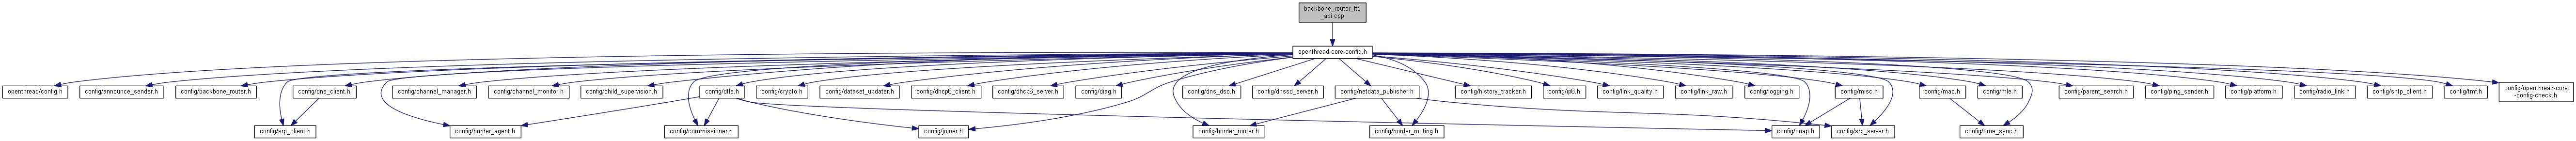 backbone_router_ftd
_api.cpp
openthread-core-config.h
openthread/config.h
config/announce_sender.h
config/backbone_router.h
config/dns_client.h
config/channel_manager.h
config/channel_monitor.h
config/child_supervision.h
config/dtls.h
config/crypto.h
config/dataset_updater.h
config/dhcp6_client.h
config/dhcp6_server.h
config/diag.h
config/dns_dso.h
config/dnssd_server.h
config/netdata_publisher.h
config/history_tracker.h
config/ip6.h
config/link_quality.h
config/link_raw.h
config/logging.h
config/misc.h
config/mac.h
config/mle.h
config/parent_search.h
config/ping_sender.h
config/platform.h
config/radio_link.h
config/sntp_client.h
config/tmf.h
config/openthread-core
-config-check.h
config/srp_client.h
config/border_agent.h
config/commissioner.h
config/joiner.h
config/border_router.h
config/border_routing.h
config/coap.h
config/srp_server.h
config/time_sync.h